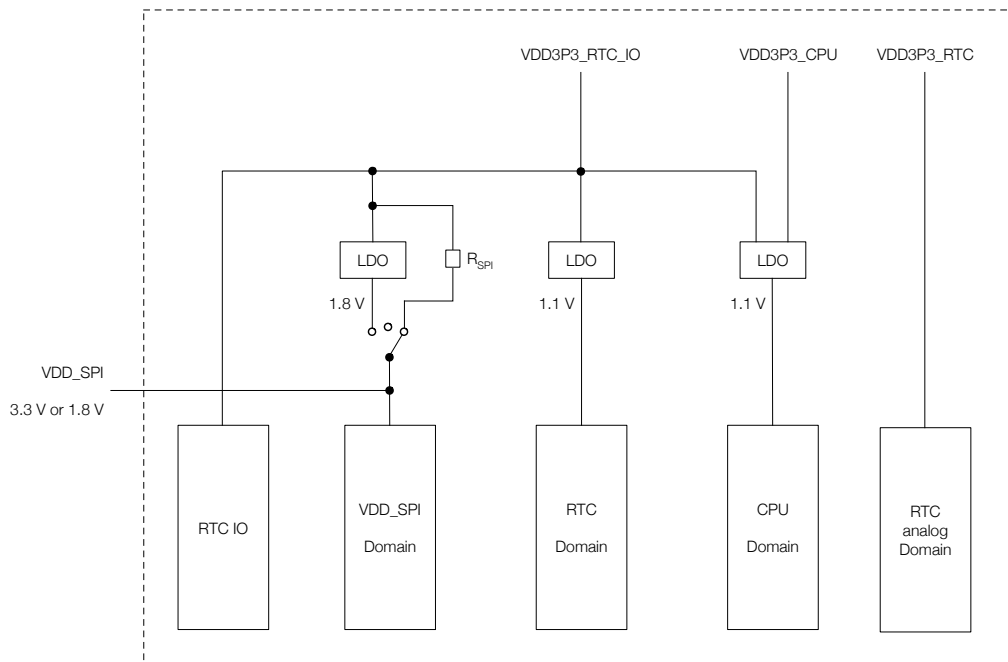 VDD3P3_RTC_IO
VDD3P3_CPU
VDD3P3_RTC
LDO
R_SPI
LDO
LDO
1.8 V
1.1 V
1.1 V
VDD_SPI
3.3 V or 1.8 V
RTC IO
VDD_SPI
Domain
RTC
Domain
CPU
Domain
RTC
analog
Domain